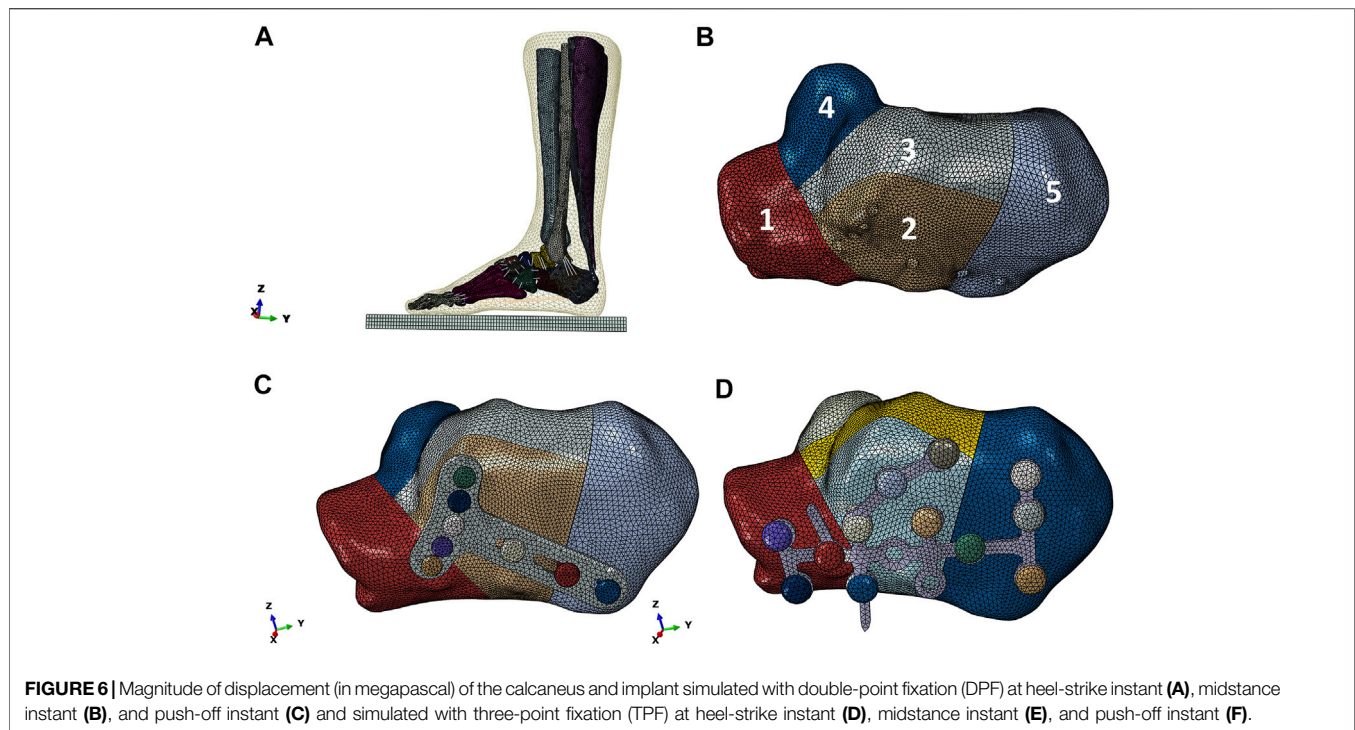 A
B
4
3
5
1
2
Z
X
Y
C
D
Z
Y
X
Z
Y
X
FIGURE 6 | Magnitude of displacement (in megapascal) of the calcaneus and implant simulated with double-point fixation (DPF) at heel-strike instant (A), midstance
instant (B), and push-off instant (C) and simulated with three-point fixation (TPF) at heel-strike instant (D), midstance instant (E), and push-off instant (F).